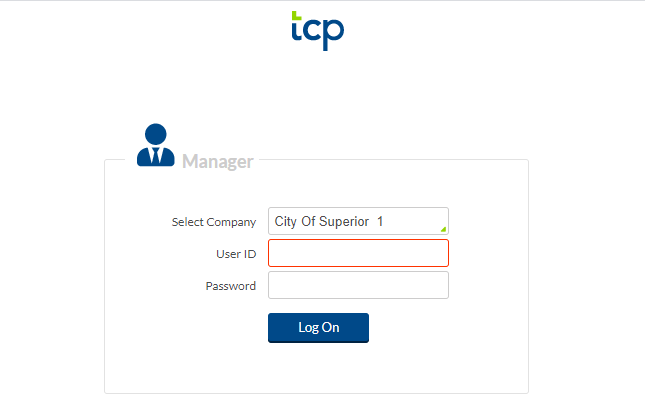 tcp
Manager
Select Company City Of Superior 1
User ID
Password
Log On